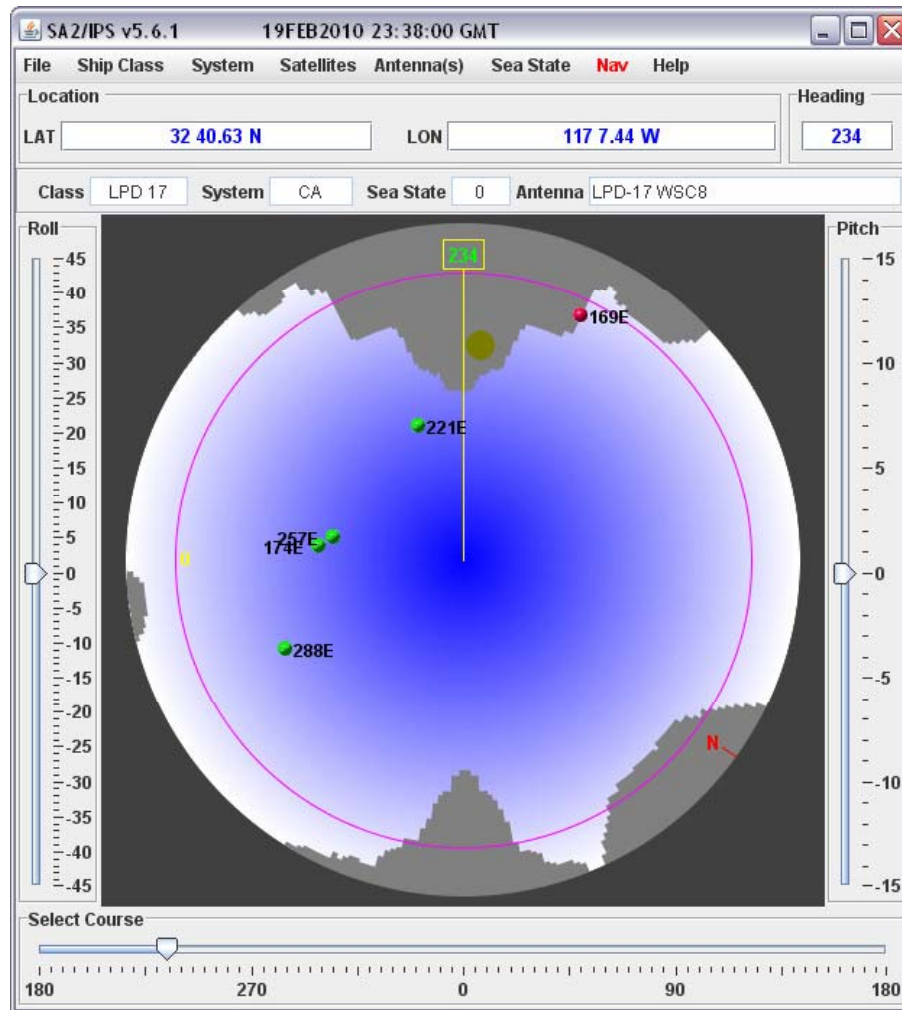 SA2/IPS v5.6.1 19FEB2010 23:38:00 GMT
File Ship Class System Satellites Antenna(s) Sea State Nav Help
Location Heading
LAT 32 40.63 N LON 117 7.44 W 234
Class LPD 17 System CA Sea State 0 Antenna LPD-17 WSC8
Roll
45
40
35
30
25
20
15
10
5
0
-5
-10
-15
-20
-25
-30
-35
-40
-45
234
169E
221E
257E
174E
0
288E
N
Pitch
15
10
5
0
-5
-10
-15
Select Course
180 270 0 90 180